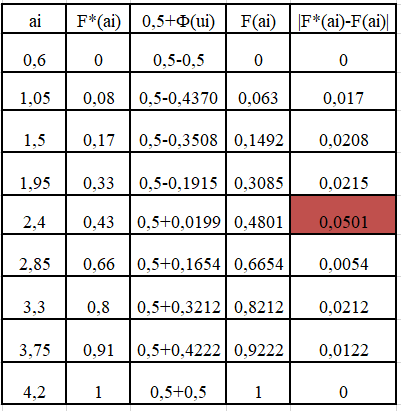 ai F*(ai) 0,5+Ф(ui) F(ai) |F*(ai)-F(ai)|
0,6 0 0,5-0,5 0 0
1,05 0,08 0,5-0,4370 0,063 0,017
1,5 0,17 0,5-0,3508 0,1492 0,0208
1,95 0,33 0,5-0,1915 0,3085 0,0215
2,4 0,43 0,5+0,0199 0,4801 0,0501
2,85 0,66 0,5+0,1654 0,6654 0,0054
3,3 0,8 0,5+0,3212 0,8212 0,0212
3,75 0,91 0,5+0,4222 0,9222 0,0122
4,2 1 0,5+0,5 1 0